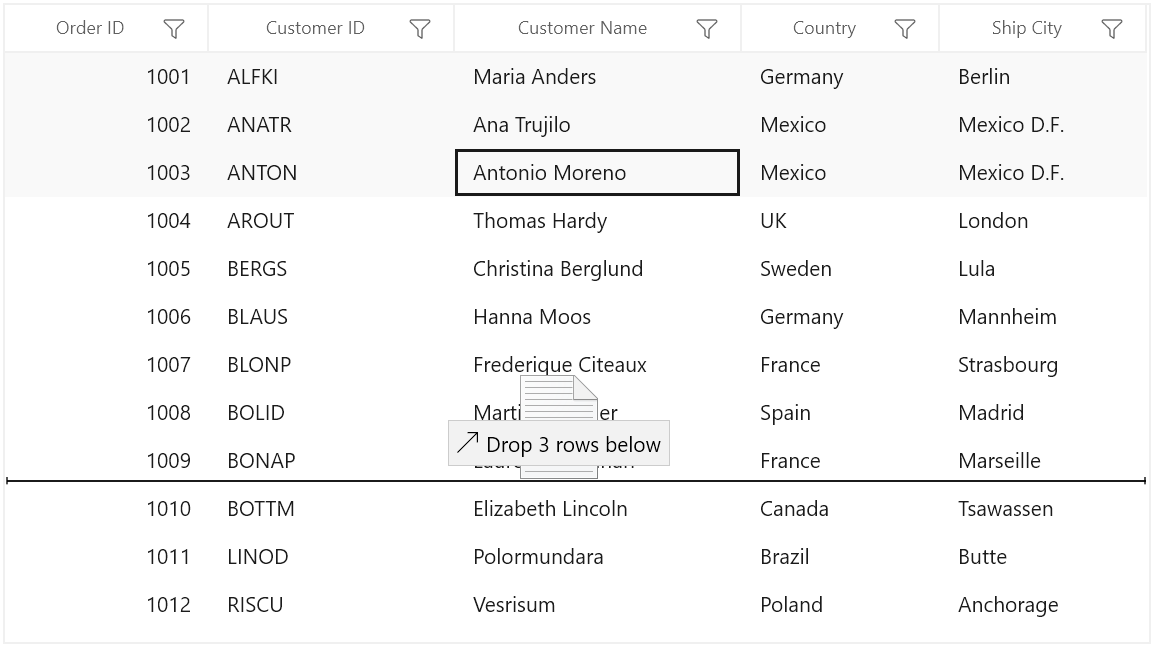 Order ID Customer ID Customer Name Country Ship City
1001 ALFKI Maria Anders Germany Berlin
1002 ANATR Ana Trujilo Mexico Mexico D.F.
1003 ANTON Antonio Moreno Mexico Mexico D.F.
1004 AROUT Thomas Hardy UK London
1005 BERGS Christina Berglund Sweden Lula
1006 BLAUS Hanna Moos Germany Mannheim
1007 BLONP Frederique Citeaux France Strasbourg
1008 BOLID Spain Madrid
Drop 3 rows below
1009 BONAP France Marseille
1010 BOTTM Elizabeth Lincoln Canada Tsawassen
1011 LINOD Polormundara Brazil Butte
1012 RISCU Vesrisum Poland Anchorage